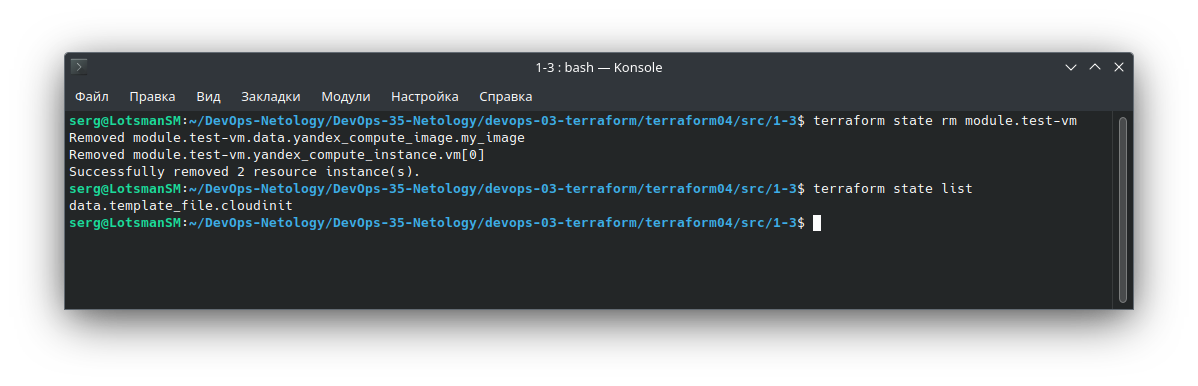 1-3 : bash — Konsole
Файл Правка Вид Закладки Модули Настройка Справка
serg@LotsmanSM:~/DevOps-Netology/DevOps-35-Netology/devops-03-terraform/terraform04/src/1-3$ terraform state rm module.test-vm
Removed module.test-vm.data.yandex_compute_image.my_image
Removed module.test-vm.yandex_compute_instance.vm[0]
Successfully removed 2 resource instance(s).
serg@LotsmanSM:~/DevOps-Netology/DevOps-35-Netology/devops-03-terraform/terraform04/src/1-3$ terraform state list
data.template_file.cloudinit
serg@LotsmanSM:~/DevOps-Netology/DevOps-35-Netology/devops-03-terraform/terraform04/src/1-3$